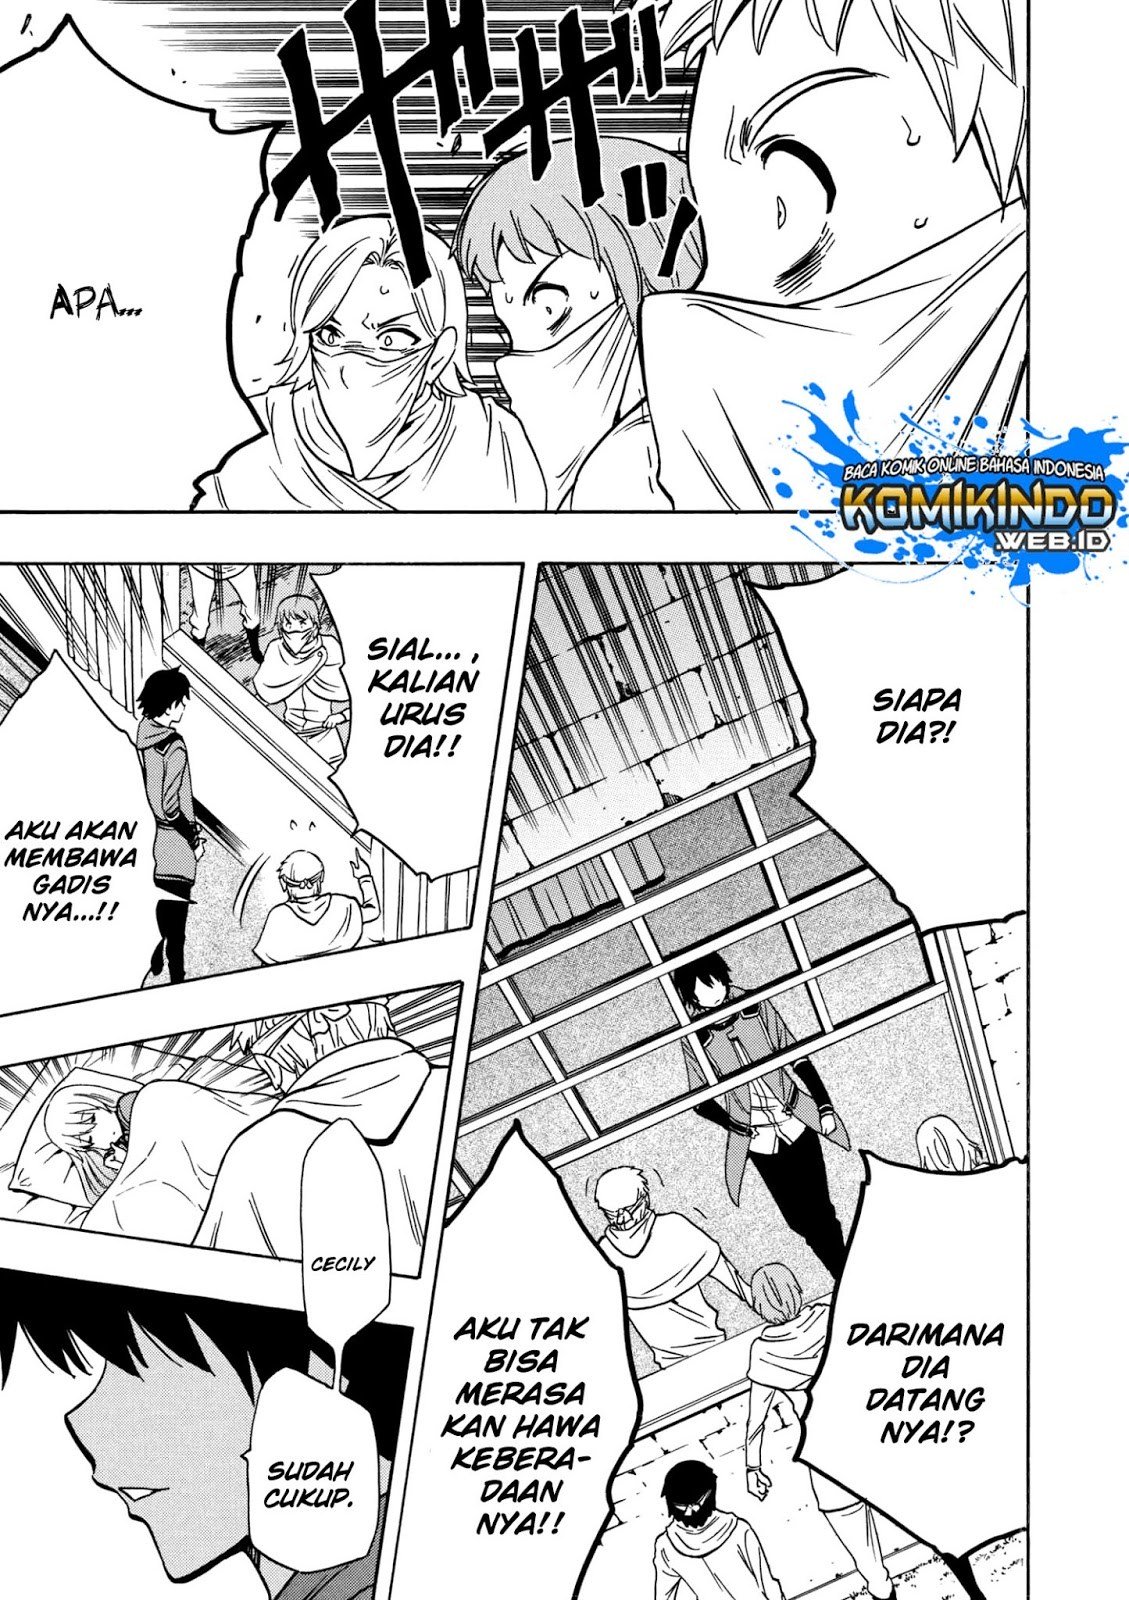 APA...
BACA KOMIK ONLINE BAHASA INDONESIA
KOMIKINDO
.WEB.ID
SIAPA
DIA?!
DARIMANA
DIA
DATANG
NYA!?
AKU TAK
BISA
MERASA
KAN HAWA
KEBERA-
DAAN
NYA!!
SIAL... ,
KALIAN
URUS
DIA!!
AKU AKAN
MEMBAWA
GADIS
NYA...!!
CECILY
SUDAH
CUKUP.